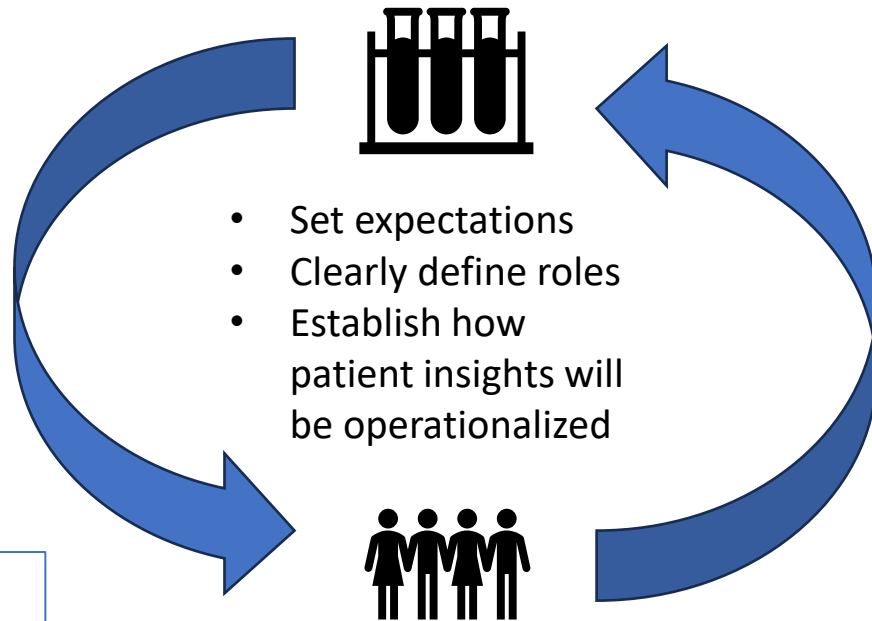 • Set expectations
• Clearly define roles
• Establish how
patient insights will
be operationalized